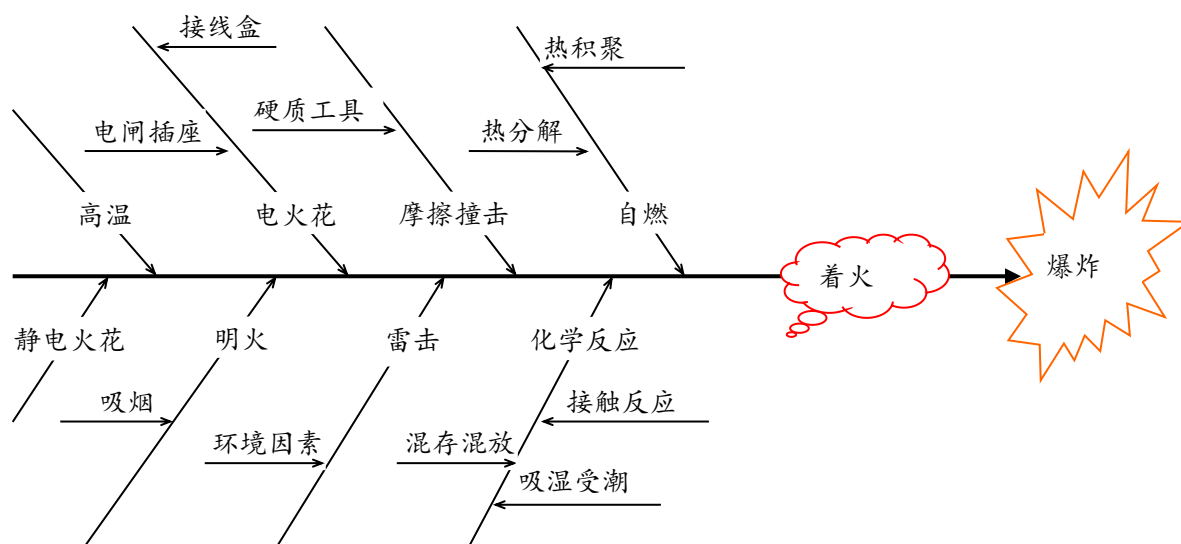 接线盒
热积聚
硬质工具
电闸插座
热分解
高温
电火花
摩擦撞击
自燃
着火
爆炸
静电火花
明火
雷击
化学反应
吸烟
接触反应
环境因素
混存混放
吸湿受潮